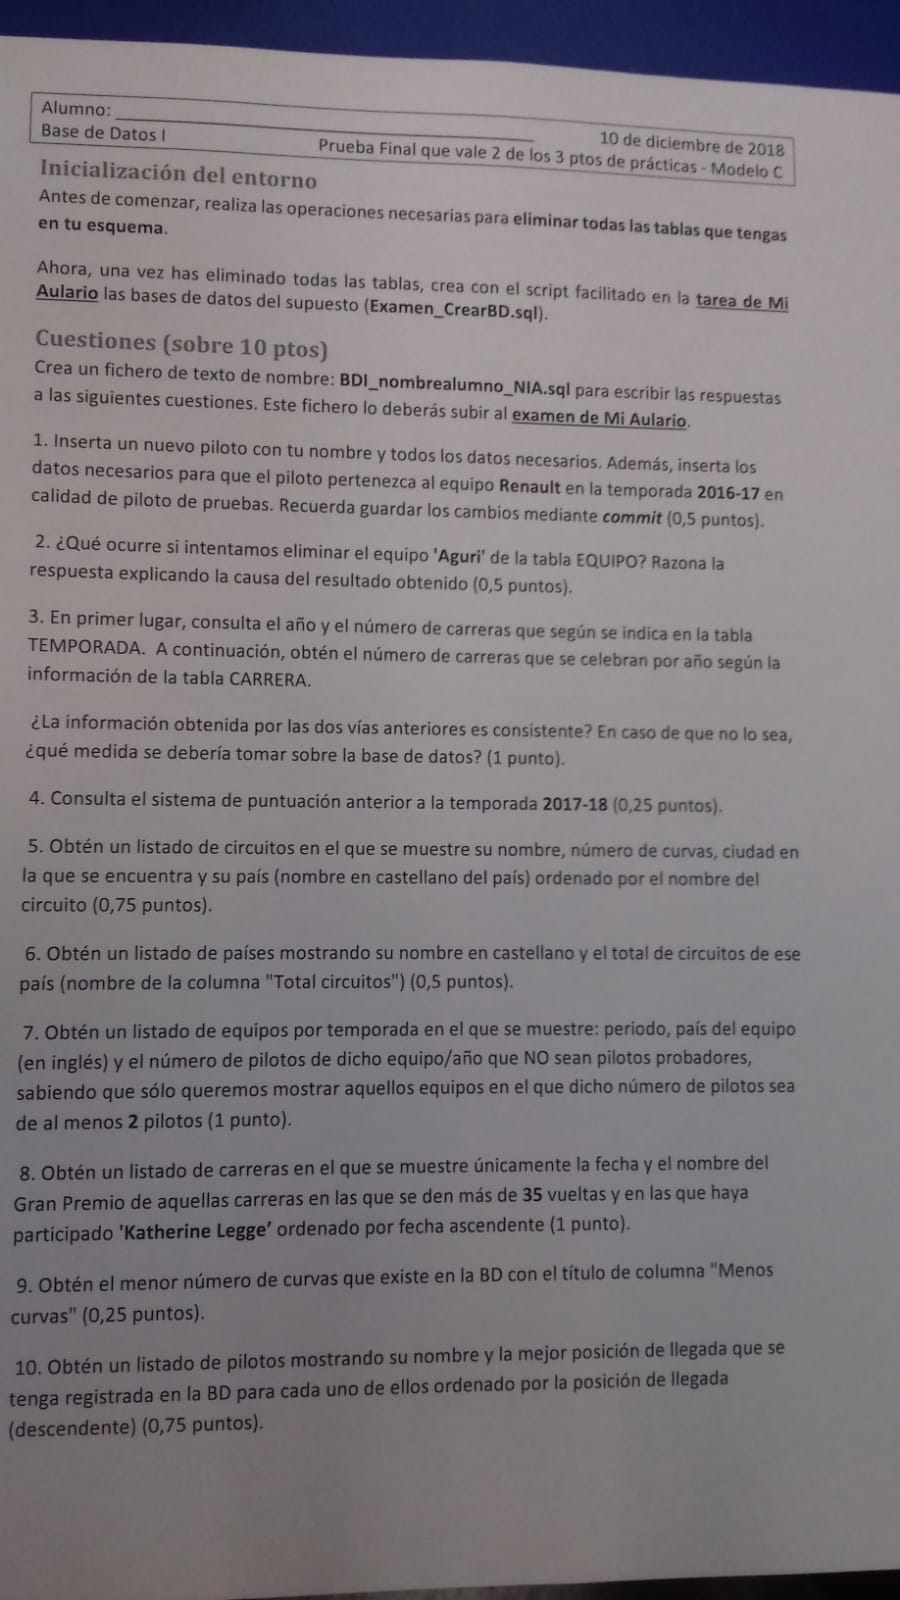 Alumno:
10 de diciembre de 2018
Base de Datos I
Prueba Final que vale 2 de los 3 ptos de prácticas - Modelo C
Inicialización del entorno
Antes de comenzar, realiza las operaciones necesarias para eliminar todas las tablas que tengas
en tu esquema.
Ahora, una vez has eliminado todas las tablas, crea con el script facilitado en la tarea de Mi
Aulario las bases de datos del supuesto (Examen_CrearBD.sql).
Cuestiones (sobre 10 ptos)
Crea un fichero de texto de nombre: BDI_nombrealumno_NIA.sql para escribir las respuestas
a las siguientes cuestiones. Este fichero lo deberás subir al examen de Mi Aulario.
1. Inserta un nuevo piloto con tu nombre y todos los datos necesarios. Además, inserta los
datos necesarios para que el piloto pertenezca al equipo Renault en la temporada 2016-17 en
calidad de piloto de pruebas. Recuerda guardar los cambios mediante commit (0,5 puntos).
2. ¿Qué ocurre si intentamos eliminar el equipo 'Aguri' de la tabla EQUIPO? Razona la
respuesta explicando la causa del resultado obtenido (0,5 puntos).
3. En primer lugar, consulta el año y el número de carreras que según se indica en la tabla
TEMPORADA. A continuación, obtén el número de carreras que se celebran por año según la
información de la tabla CARRERA.
¿La información obtenida por las dos vías anteriores es consistente? En caso de que no lo sea,
¿qué medida se debería tomar sobre la base de datos? (1 punto).
4. Consulta el sistema de puntuación anterior a la temporada 2017-18 (0,25 puntos).
5. Obtén un listado de circuitos en el que se muestre su nombre, número de curvas, ciudad en
la que se encuentra y su país (nombre en castellano del país) ordenado por el nombre del
circuito (0,75 puntos).
6. Obtén un listado de países mostrando su nombre en castellano y el total de circuitos de ese
país (nombre de la columna "Total circuitos") (0,5 puntos).
7. Obtén un listado de equipos por temporada en el que se muestre: periodo, país del equipo
(en inglés) y el número de pilotos de dicho equipo/año que NO sean pilotos probadores,
sabiendo que sólo queremos mostrar aquellos equipos en el que dicho número de pilotos sea
de al menos 2 pilotos (1 punto).
8. Obtén un listado de carreras en el que se muestre únicamente la fecha y el nombre del
Gran Premio de aquellas carreras en las que se den más de 35 vueltas y en las que haya
participado 'Katherine Legge' ordenado por fecha ascendente (1 punto).
9. Obtén el menor número de curvas que existe en la BD con el título de columna "Menos
curvas" (0,25 puntos).
10. Obtén un listado de pilotos mostrando su nombre y la mejor posición de llegada que se
tenga registrada en la BD para cada uno de ellos ordenado por la posición de llegada
(descendente) (0,75 puntos).